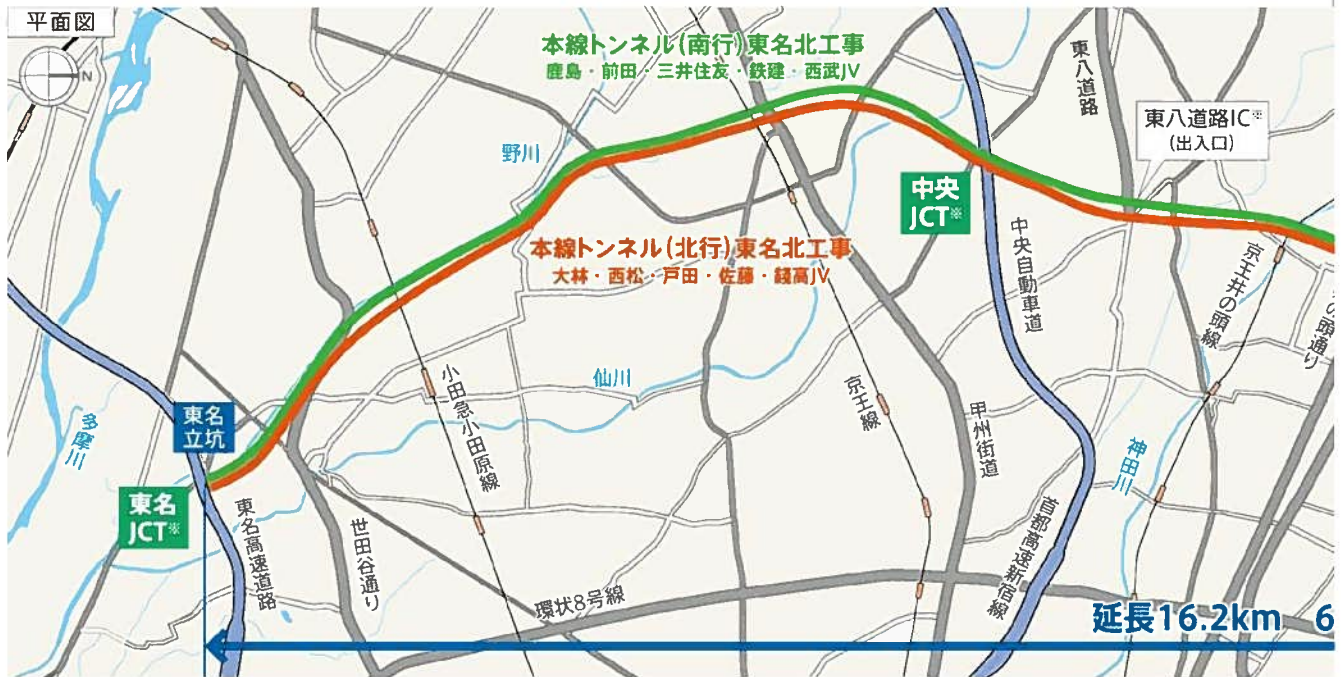 平面図
N
本線トンネル(南行)東名北工事
鹿島・前田・三井住友・鉄建・西武JV
東八道路
東八道路IC※
(出入口)
野川
中央
JCT※
本線トンネル(北行)東名北工事
大林・西松・戸田・佐藤・錢高JV
中央自動車道
京王井の頭線
の頭通り
小田急小田原線
仙川
京王線
甲州街道
神田川
多摩川
東名
立坑
東名
JCT※
東名高速道路
世田谷通り
環状8号線
首都高速新宿線
延長16.2km 6